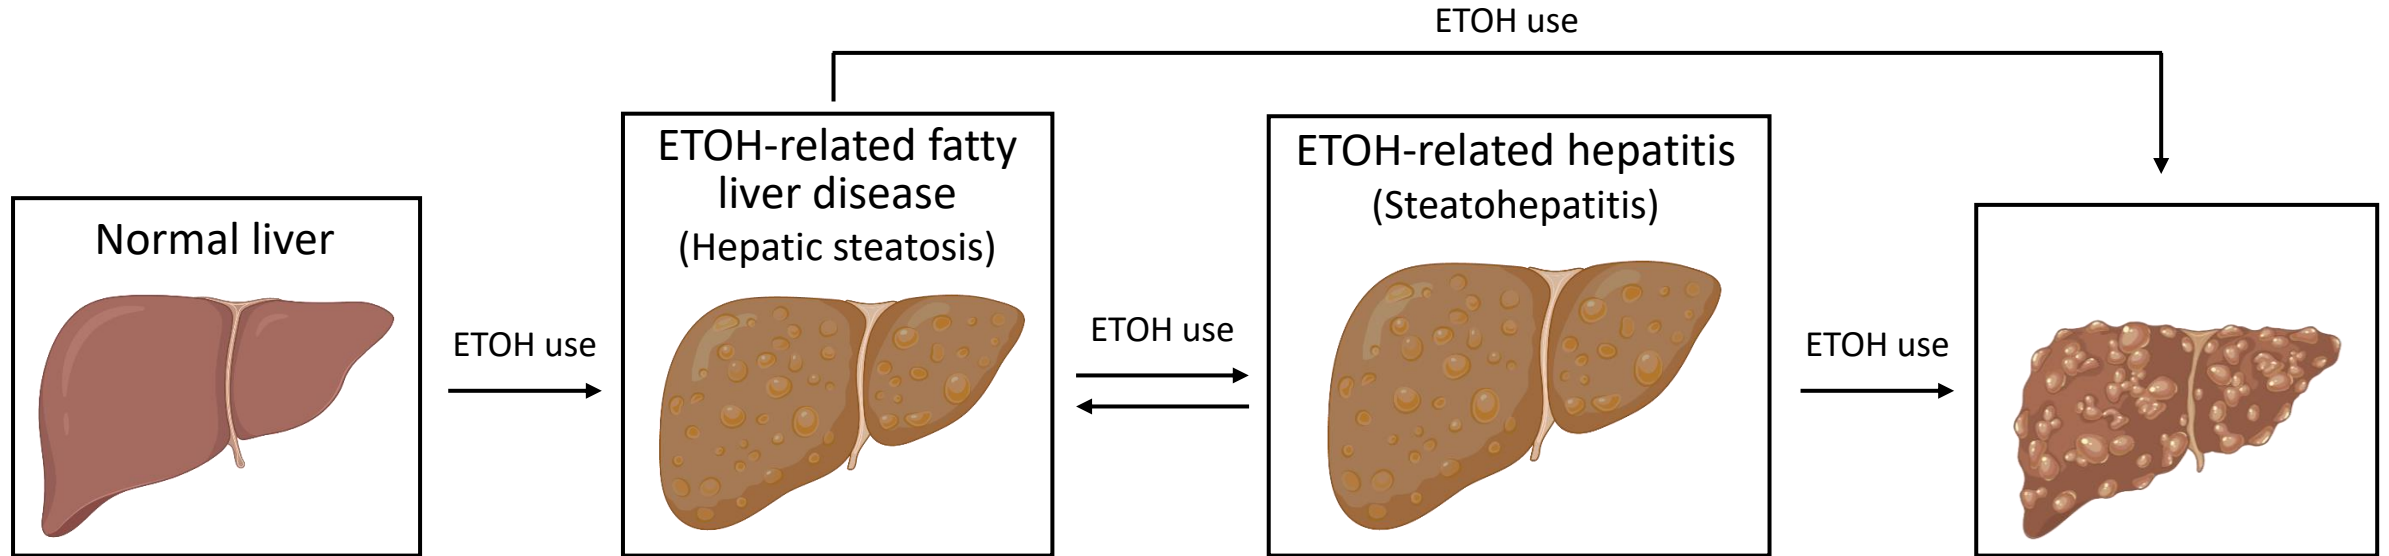 ETOH use
Normal liver
ETOH use
ETOH-related fatty
liver disease
(Hepatic steatosis)
ETOH use
ETOH-related hepatitis
(Steatohepatitis)
ETOH use